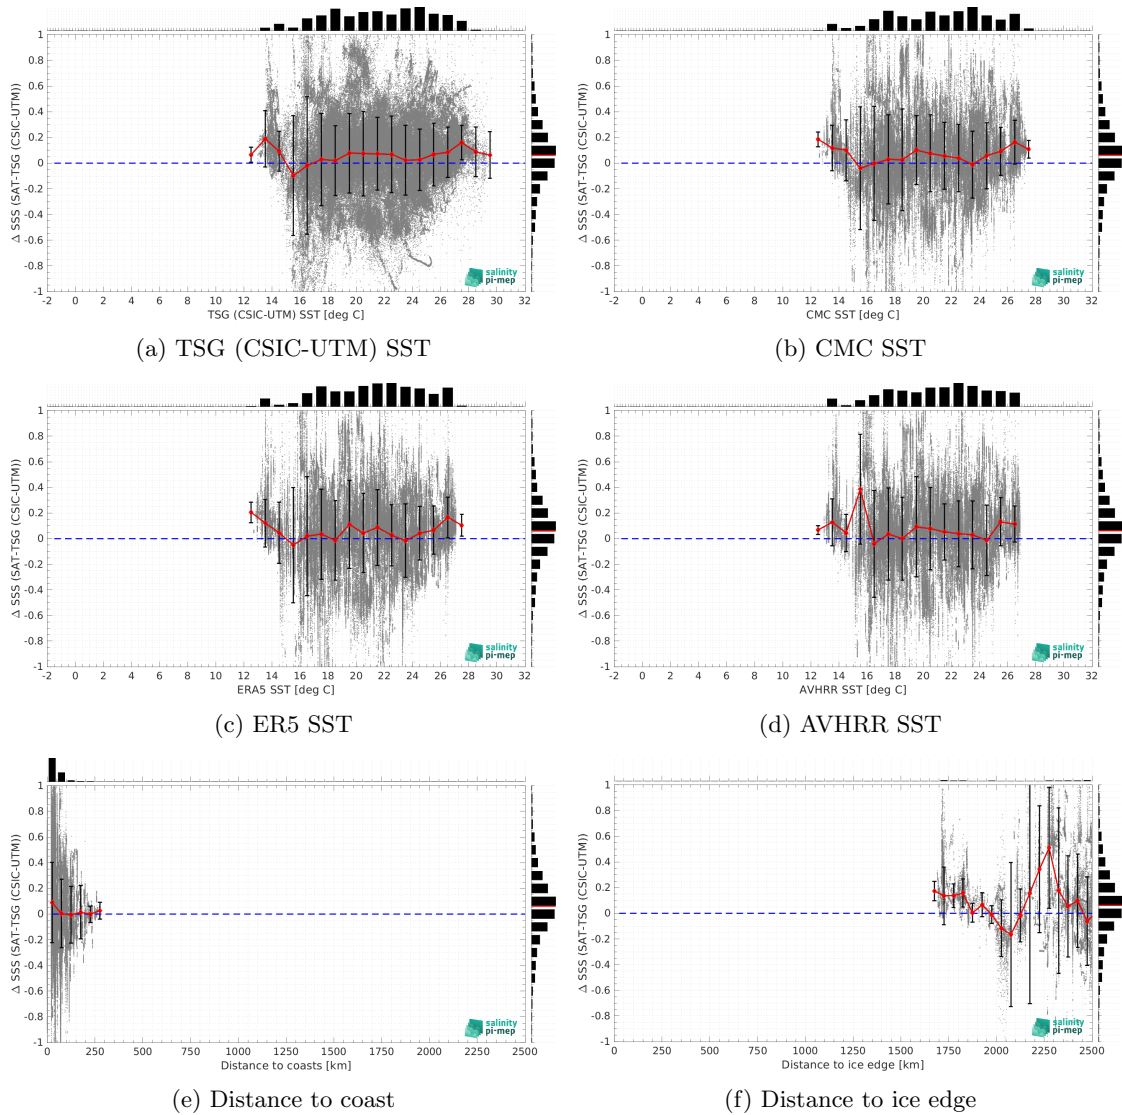 1
0.8
0.6
0.4
0.2
0
-0.2
-0.4
-0.6
-0.8
-1
Δ SSS (SAT-TSG (CSIC-UTM))
salinity
pi-mep
-2 0 2 4 6 8 10 12 14 16 18 20 22 24 26 28 30 32
TSG (CSIC-UTM) SST [deg C]
(a) TSG (CSIC-UTM) SST
1
0.8
0.6
0.4
0.2
0
-0.2
-0.4
-0.6
-0.8
-1
Δ SSS (SAT-TSG (CSIC-UTM))
salinity
pi-mep
-2 0 2 4 6 8 10 12 14 16 18 20 22 24 26 28 30 32
CMC SST [deg C]
(b) CMC SST
1
0.8
0.6
0.4
0.2
0
-0.2
-0.4
-0.6
-0.8
-1
Δ SSS (SAT-TSG (CSIC-UTM))
salinity
pi-mep
-2 0 2 4 6 8 10 12 14 16 18 20 22 24 26 28 30 32
ERA5 SST [deg C]
(c) ER5 SST
1
0.8
0.6
0.4
0.2
0
-0.2
-0.4
-0.6
-0.8
-1
Δ SSS (SAT-TSG (CSIC-UTM))
salinity
pi-mep
-2 0 2 4 6 8 10 12 14 16 18 20 22 24 26 28 30 32
AVHRR SST [deg C]
(d) AVHRR SST
1
0.8
0.6
0.4
0.2
0
-0.2
-0.4
-0.6
-0.8
-1
Δ SSS (SAT-TSG (CSIC-UTM))
salinity
pi-mep
0 250 500 750 1000 1250 1500 1750 2000 2250 2500
Distance to coasts [km]
(e) Distance to coast
1
0.8
0.6
0.4
0.2
0
-0.2
-0.4
-0.6
-0.8
-1
Δ SSS (SAT-TSG (CSIC-UTM))
salinity
pi-mep
0 250 500 750 1000 1250 1500 1750 2000 2250 2500
Distance to ice edge [km]
(f) Distance to ice edge